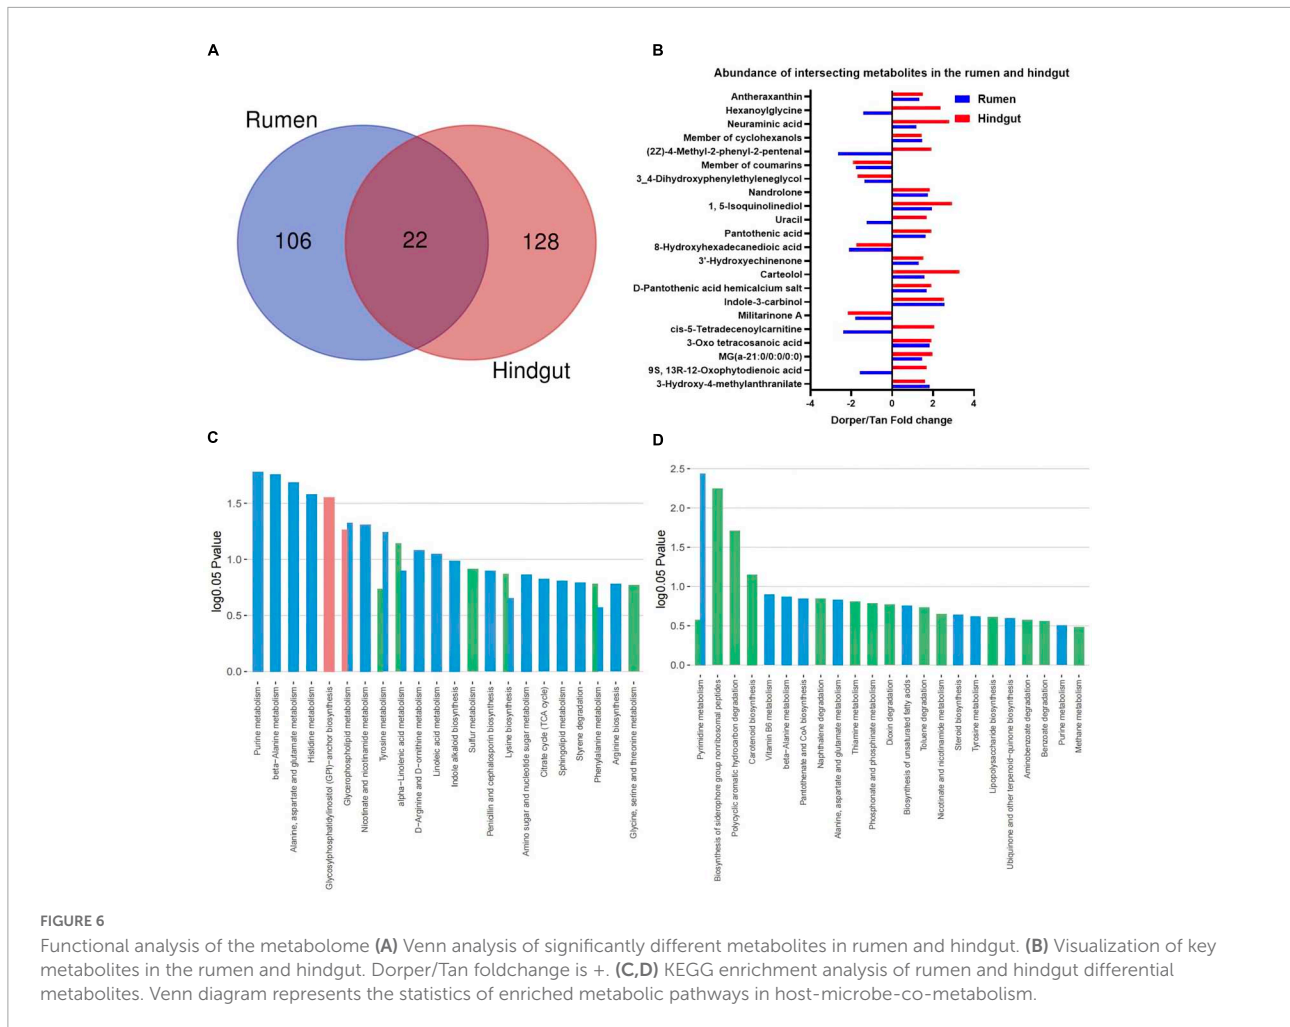 A
Rumen
106
22
128
Hindgut
B
Abundance of intersecting metabolites in the rumen and hindgut
Antheraxanthin
Hexanoylglycine
Neuraminic acid
Member of cyclohexanols
(2Z)-4-Methyl-2-phenyl-2-pentenal
Member of coumarins
3_4-Dihydroxyphenylethyleneglycol
Nandrolone
1, 5-Isoquinolinediol
Uracil
Pantothenic acid
8-Hydroxyhexadecanedioic acid
3'-Hydroxyechinenone
Carteolol
D-Pantothenic acid hemicalcium salt
Indole-3-carbinol
Militarinone A
cis-5-Tetradecenoylcarnitine
3-Oxo tetracosanoic acid
MG(a-21:0/0:0/0:0)
9S, 13R-12-Oxophytodienoic acid
3-Hydroxy-4-methylanthranilate
Rumen
Hindgut
-4 -2 0 2 4
Dorper/Tan Fold change
C
log0.05 Pvalue
1.5
1.0
0.5
0.0
Purine metabolism
beta−Alanine metabolism
Alanine, aspartate and glutamate metabolism
Histidine metabolism
Glycosylphosphatidylinositol (GPI)−anchor biosynthesis
Glycerophospholipid metabolism
Nicotinate and nicotinamide metabolism
Tyrosine metabolism
alpha−Linolenic acid metabolism
D−Arginine and D−ornithine metabolism
Linoleic acid metabolism
Indole alkaloid biosynthesis
Sulfur metabolism
Penicillin and cephalosporin biosynthesis
Lysine biosynthesis
Amino sugar and nucleotide sugar metabolism
Citrate cycle (TCA cycle)
Sphingolipid metabolism
Styrene degradation
Phenylalanine metabolism
Arginine biosynthesis
Glycine, serine and threonine metabolism
D
log0.05 Pvalue
2.5
2.0
1.5
1.0
0.5
0.0
Pyrimidine metabolism
Biosynthesis of siderophore group nonribosomal peptides
Polycyclic aromatic hydrocarbon degradation
Carotenoid biosynthesis
Vitamin B6 metabolism
beta−Alanine metabolism
Pantothenate and CoA biosynthesis
Naphthalene degradation
Alanine, aspartate and glutamate metabolism
Thiamine metabolism
Phosphonate and phosphinate metabolism
Dioxin degradation
Biosynthesis of unsaturated fatty acids
Toluene degradation
Nicotinate and nicotinamide metabolism
Steroid biosynthesis
Tyrosine metabolism
Lipopolysaccharide biosynthesis
Ubiquinone and other terpenoid−quinone biosynthesis
Aminobenzoate degradation
Benzoate degradation
Purine metabolism
Methane metabolism
FIGURE 6
Functional analysis of the metabolome (A) Venn analysis of significantly different metabolites in rumen and hindgut. (B) Visualization of key
metabolites in the rumen and hindgut. Dorper/Tan foldchange is +. (C,D) KEGG enrichment analysis of rumen and hindgut differential
metabolites. Venn diagram represents the statistics of enriched metabolic pathways in host-microbe-co-metabolism.